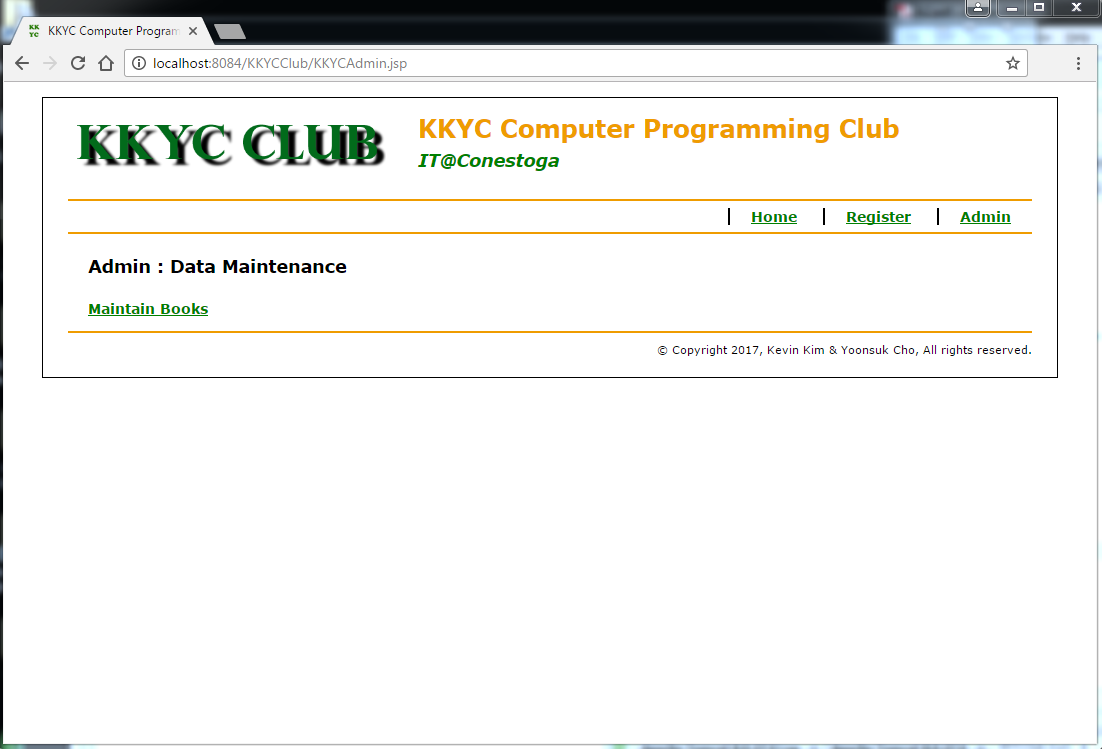 KKYC Computer Program
localhost:8084/KKYCClub/KKYCAdmin.jsp
KKYC CLUB
KKYC Computer Programming Club
IT@Conestoga
Home Register Admin
Admin : Data Maintenance
Maintain Books
© Copyright 2017, Kevin Kim & Yoonsuk Cho, All rights reserved.